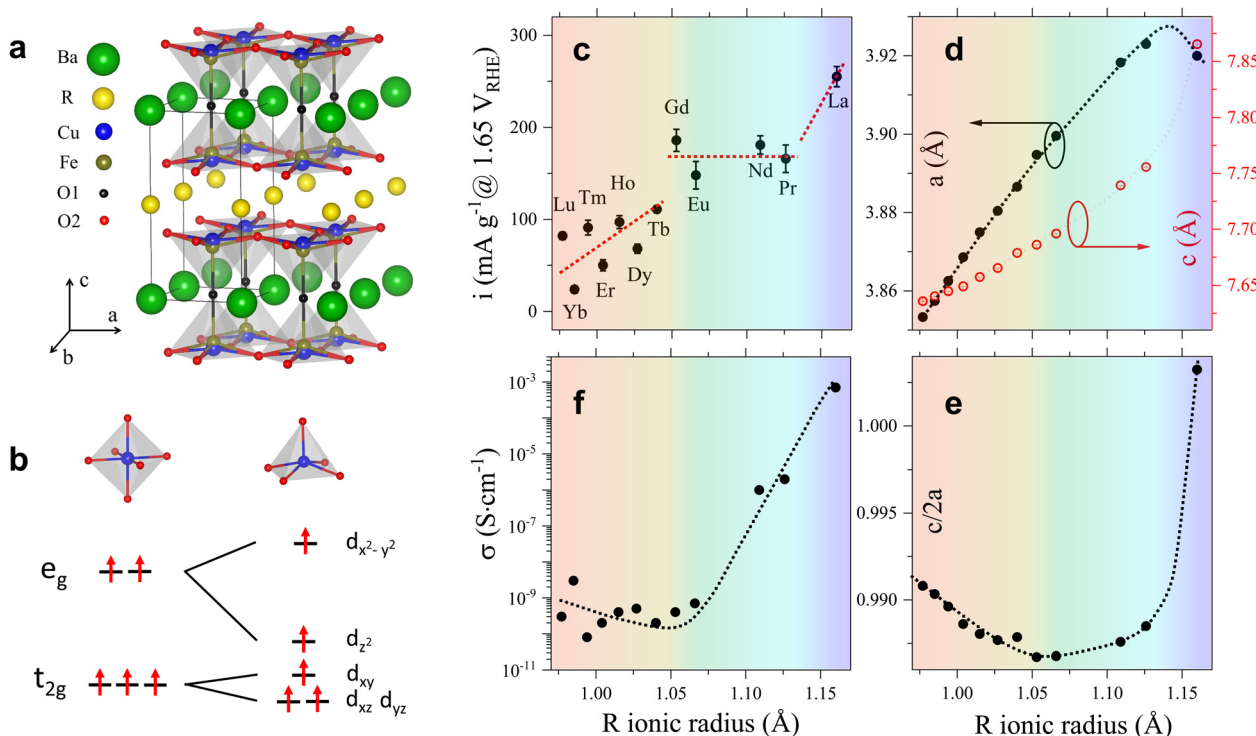 a
Ba
R
Cu
Fe
O1
O2
c
a
b
b
e_g
t_2g
d_x²-y²
d_z²
d_xy
d_xz d_yz
c
i (mA g⁻¹@ 1.65 V_RHE)
300
200
100
0
Lu
Yb
Tm
Er
Ho
Dy
Tb
Gd
Eu
Nd
Pr
La
d
a (Å)
3.92
3.90
3.88
3.86
c (Å)
7.85
7.80
7.75
7.70
7.65
f
σ (S·cm⁻¹)
10⁻³
10⁻⁵
10⁻⁷
10⁻⁹
10⁻¹¹
1.00
1.05
1.10
1.15
R ionic radius (Å)
e
c/2a
1.000
0.995
0.990
1.00
1.05
1.10
1.15
R ionic radius (Å)